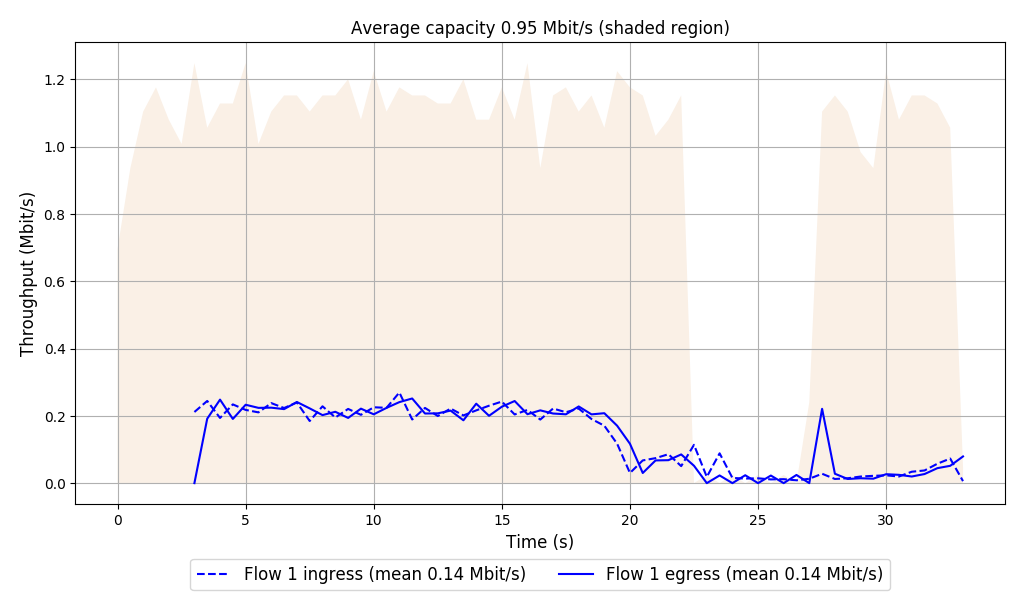 Average capacity 0.95 Mbit/s (shaded region)
Throughput (Mbit/s)
1.2
1.0
0.8
0.6
0.4
0.2
0.0
0 5 10 15 20 25 30
Time (s)
Flow 1 ingress (mean 0.14 Mbit/s) Flow 1 egress (mean 0.14 Mbit/s)